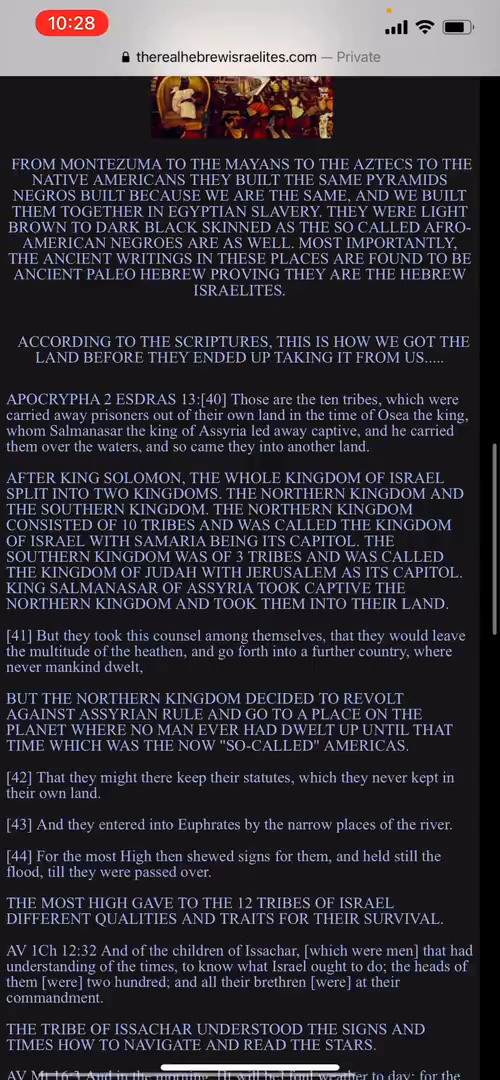 10:28
therealhebrewisraelites.com — Private
FROM MONTEZUMA TO THE MAYANS TO THE AZTECS TO THE
NATIVE AMERICANS THEY BUILT THE SAME PYRAMIDS
NEGROS BUILT BECAUSE WE ARE THE SAME, AND WE BUILT
THEM TOGETHER IN EGYPTIAN SLAVERY. THEY WERE LIGHT
BROWN TO DARK BLACK SKINNED AS THE SO CALLED AFRO-
AMERICAN NEGROES ARE AS WELL. MOST IMPORTANTLY,
THE ANCIENT WRITINGS IN THESE PLACES ARE FOUND TO BE
ANCIENT PALEO HEBREW PROVING THEY ARE THE HEBREW
ISRAELITES.
ACCORDING TO THE SCRIPTURES, THIS IS HOW WE GOT THE
LAND BEFORE THEY ENDED UP TAKING IT FROM US.....
APOCRYPHA 2 ESDRAS 13:[40] Those are the ten tribes, which were
carried away prisoners out of their own land in the time of Osea the king,
whom Salmanasar the king of Assyria led away captive, and he carried
them over the waters, and so came they into another land.
AFTER KING SOLOMON, THE WHOLE KINGDOM OF ISRAEL
SPLIT INTO TWO KINGDOMS. THE NORTHERN KINGDOM AND
THE SOUTHERN KINGDOM. THE NORTHERN KINGDOM
CONSISTED OF 10 TRIBES AND WAS CALLED THE KINGDOM
OF ISRAEL WITH SAMARIA BEING ITS CAPITOL. THE
SOUTHERN KINGDOM WAS OF 3 TRIBES AND WAS CALLED
THE KINGDOM OF JUDAH WITH JERUSALEM AS ITS CAPITOL.
KING SALMANASAR OF ASSYRIA TOOK CAPTIVE THE
NORTHERN KINGDOM AND TOOK THEM INTO THEIR LAND.
[41] But they took this counsel among themselves, that they would leave
the multitude of the heathen, and go forth into a further country, where
never mankind dwelt,
BUT THE NORTHERN KINGDOM DECIDED TO REVOLT
AGAINST ASSYRIAN RULE AND GO TO A PLACE ON THE
PLANET WHERE NO MAN EVER HAD DWELT UP UNTIL THAT
TIME WHICH WAS THE NOW "SO-CALLED" AMERICAS.
[42] That they might there keep their statutes, which they never kept in
their own land.
[43] And they entered into Euphrates by the narrow places of the river.
[44] For the most High then shewed signs for them, and held still the
flood, till they were passed over.
THE MOST HIGH GAVE TO THE 12 TRIBES OF ISRAEL
DIFFERENT QUALITIES AND TRAITS FOR THEIR SURVIVAL.
AV 1Ch 12:32 And of the children of Issachar, [which were men] that had
understanding of the times, to know what Israel ought to do; the heads of
them [were] two hundred; and all their brethren [were] at their
commandment.
THE TRIBE OF ISSACHAR UNDERSTOOD THE SIGNS AND
TIMES HOW TO NAVIGATE AND READ THE STARS.
AV Mt 16:3 And in the morning, [It will be] foul weather to day: for the